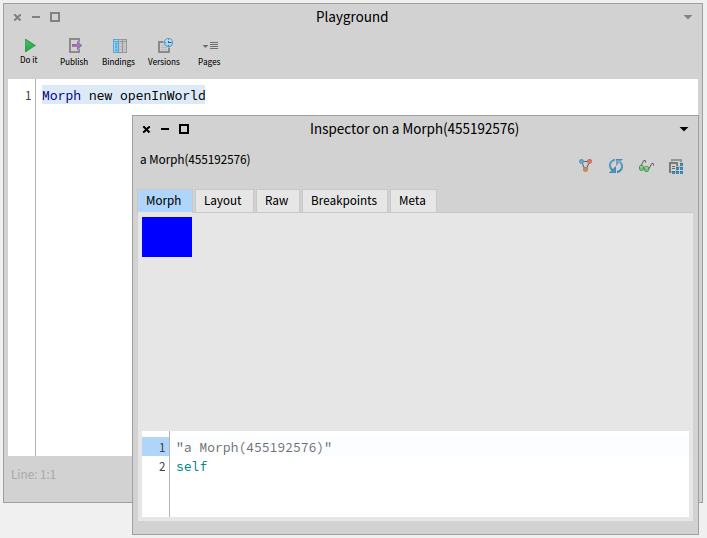 Playground
Do it Publish Bindings Versions Pages
1 Morph new openInWorld
Inspector on a Morph(455192576)
a Morph(455192576)
Morph Layout Raw Breakpoints Meta
1 "a Morph(455192576)"
2 self
Line: 1:1